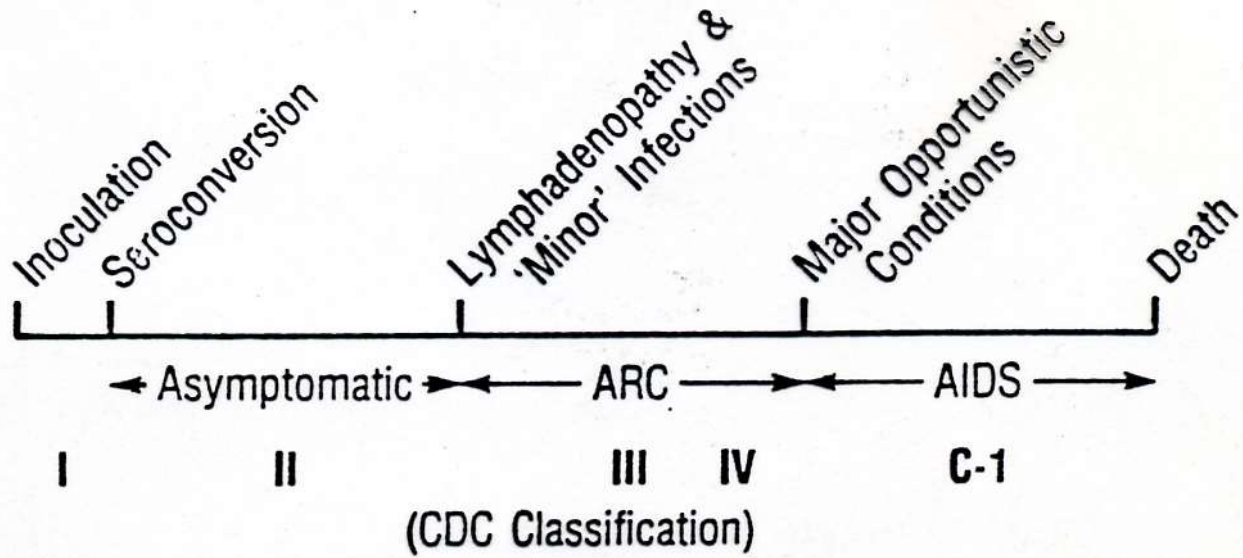 Inoculation
Seroconversion
Lymphadenopathy &
'Minor' Infections
Major Opportunistic
Conditions
Death
Asymptomatic
ARC
AIDS
I
II
III
IV
C-1
(CDC Classification)